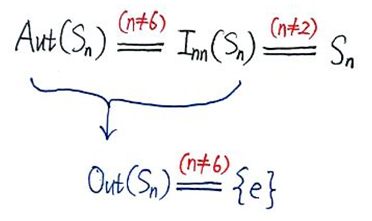 Aut(Sₙ) =(n≠6)= Inn(Sₙ) =(n≠2)= Sₙ
Out(Sₙ) =(n≠6)= {e}